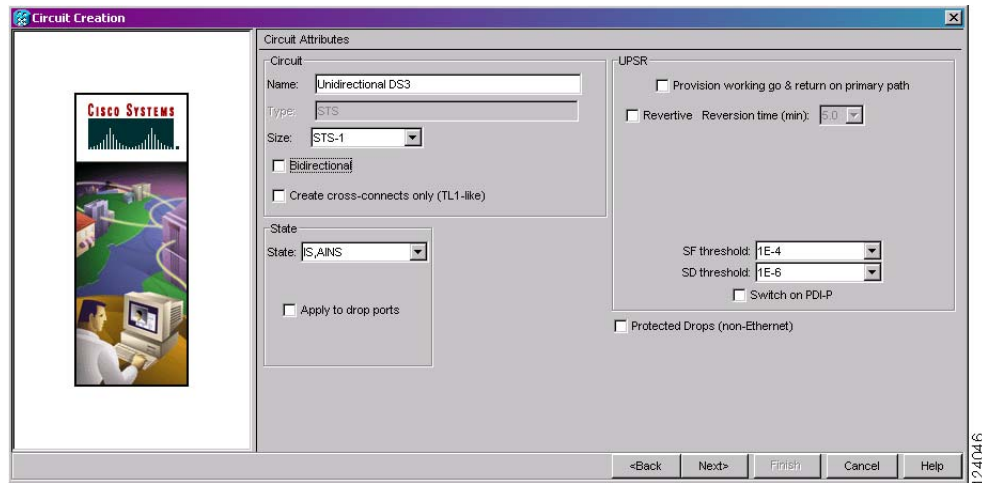 Circuit Creation
Circuit Attributes
CISCO SYSTEMS
Circuit
Name: Unidirectional DS3
Type: STS
Size: STS-1
Bidirectional
Create cross-connects only (TL1-like)
State
State: IS,AINS
Apply to drop ports
UPSR
Provision working go & return on primary path
Revertive Reversion time (min): 5.0
SF threshold: 1E-4
SD threshold: 1E-6
Switch on PDI-P
Protected Drops (non-Ethernet)
<Back Next> Finish Cancel Help
124046